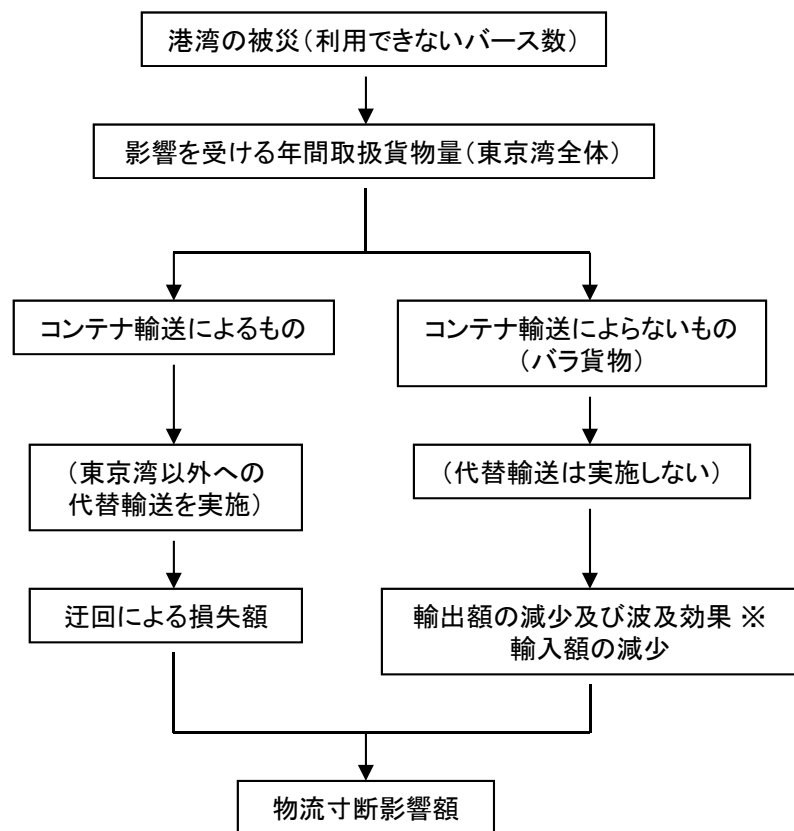 港湾の被災（利用できないバース数）
影響を受ける年間取扱貨物量（東京湾全体）
コンテナ輸送によるもの
コンテナ輸送によらないもの
（バラ貨物）
（東京湾以外への
代替輸送を実施）
（代替輸送は実施しない）
迂回による損失額
輸出額の減少及び波及効果 ※
輸入額の減少
物流寸断影響額